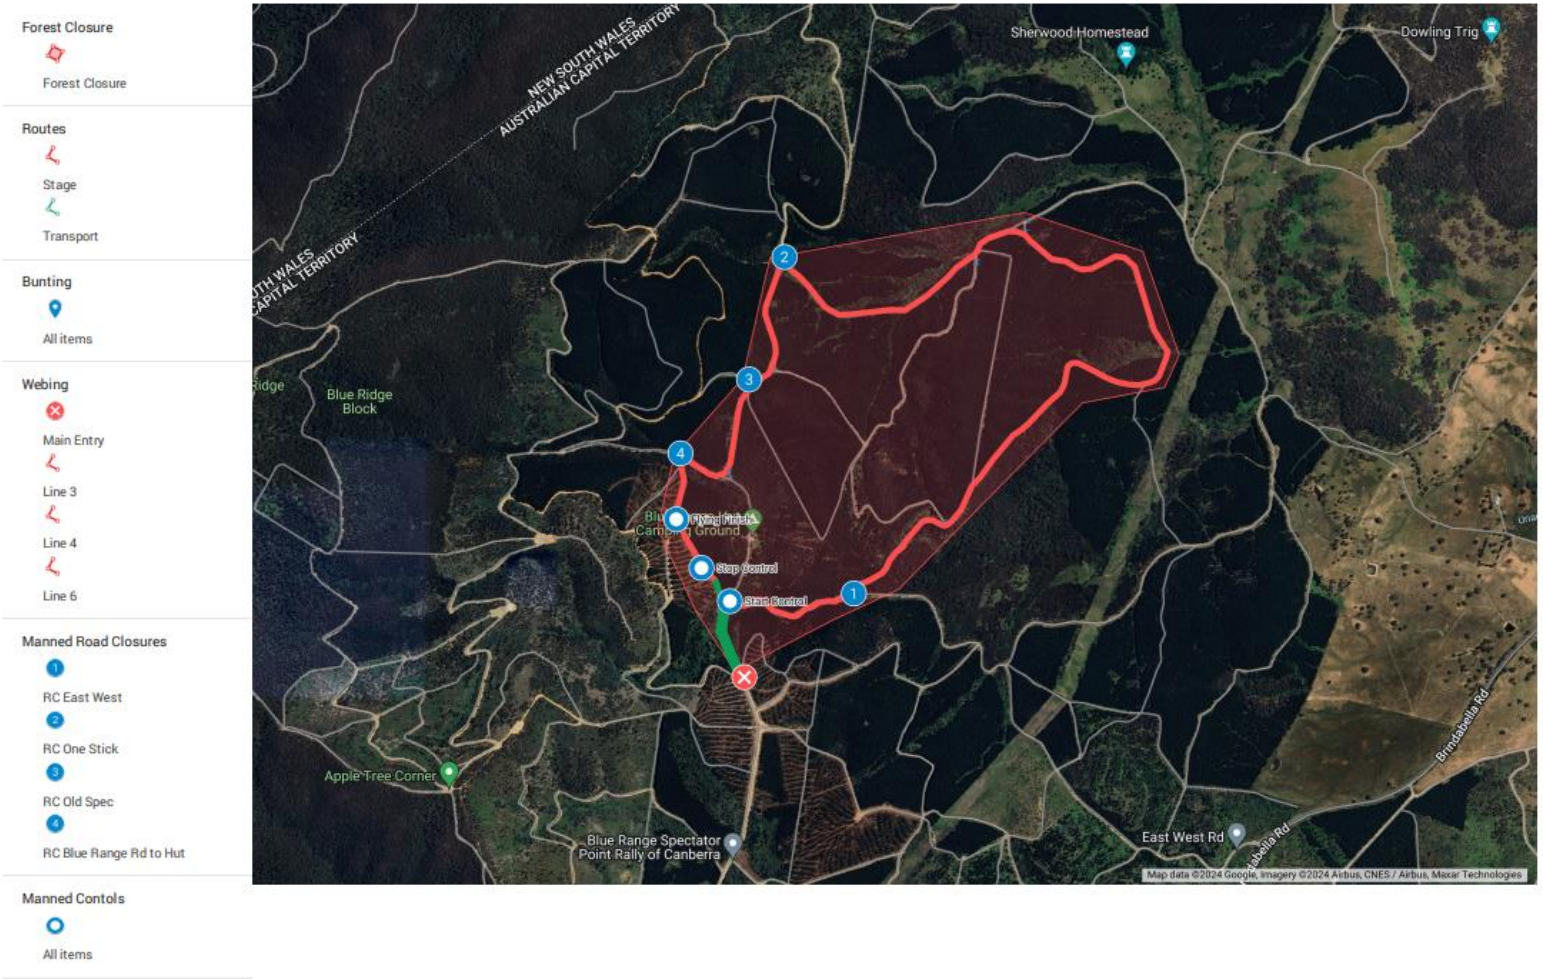 Forest Closure
Forest Closure
Routes
Stage
Transport
Bunting
All items
Webing
Main Entry
Line 3
Line 4
Line 6
Manned Road Closures
1
RC East West
2
RC One Stick
3
RC Old Spec
4
RC Blue Range Rd to Hut
Manned Contols
All items
NEW SOUTH WALES
AUSTRALIAN CAPITAL TERRITORY
Sherwood Homestead
Dowling Trig
UTH WALES
CAPITAL TERRITORY
2
Ridge
Blue Ridge
Block
3
4
Flying Finish
Camping Ground
Stop Control
Start Control
1
Apple Tree Corner
Blue Range Spectator
Point Rally of Canberra
East West Rd
Brindabella Rd
dabella Rd
Map data ©2024 Google, Imagery ©2024 Airbus, CNES / Airbus, Maxar Technologies